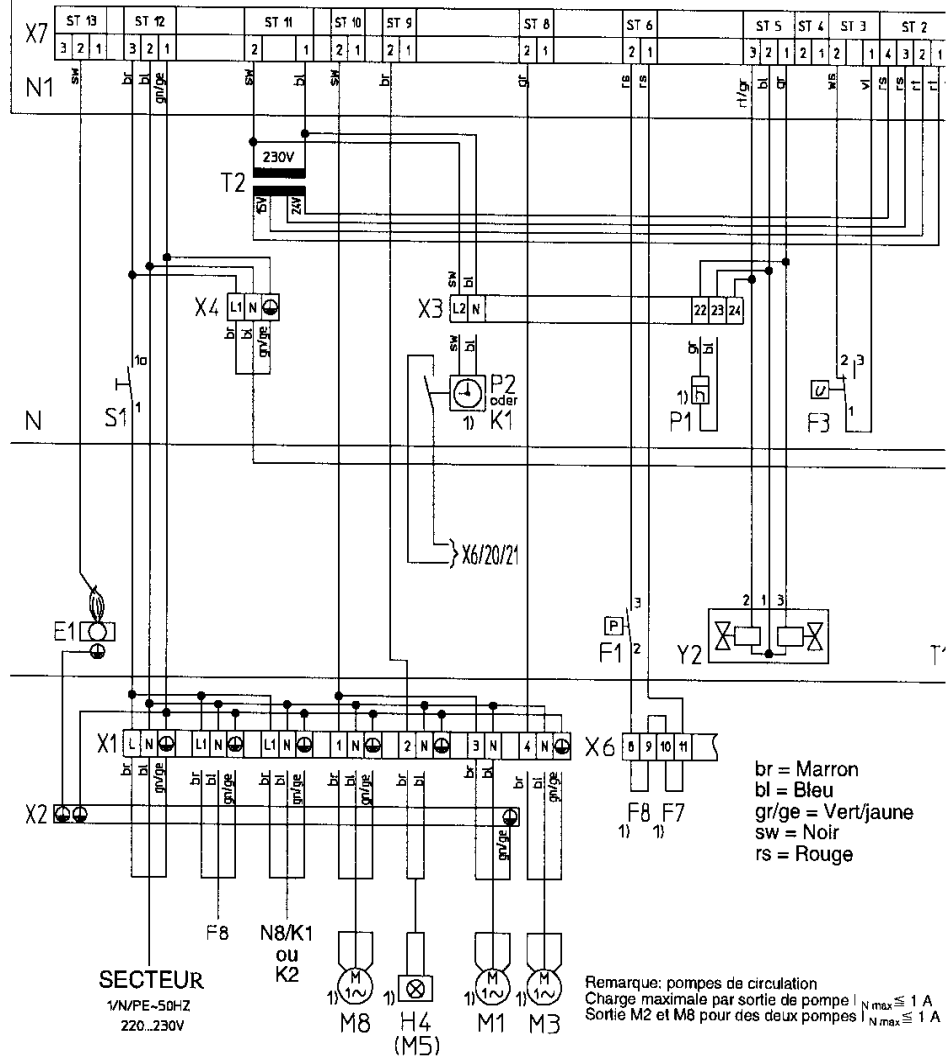 X7
ST 13 ST 12 ST 11 ST 10 ST 9 ST 8 ST 6 ST 5 ST 4 ST 3 ST 2
3 2 1 3 2 1 2 1 2 1 2 1 2 1 2 1 3 2 1 2 1 2 1 4 3 2 1
sw br bl gn/ge sw bl sw br gr rs rs rt/gr bl gr ws vl rs rs rt rt
N1
230V
T2
15V 24V
sw bl
X4 L1 N
X3 L2 N 22 23 24
br bl gn/ge
sw bl
gr bl
1a
S1
1
P2
oder
1) K1
1) h
P1
2 3
U
F3 1
N
X6/20/21
E1
3
P
F1 2
2 1 3
Y2
T1
X1 L N L1 N L1 N 1 N 2 N 3 N 4 N
X6 8 9 10 11
br bl gn/ge br bl gn/ge br bl gn/ge br bl gn/ge br bl br bl br bl gn/ge
X2
gn/ge
F8 F7
1) 1)
br = Marron
bl = Bleu
gr/ge = Vert/jaune
sw = Noir
rs = Rouge
F8
N8/K1
ou
K2
SECTEUR
1/N/PE~50HZ
220...230V
1) M 1~
M8
1)
H4
(M5)
1) M 1~
M1
1) M 1~
M3
Remarque: pompes de circulation
Charge maximale par sortie de pompe I N max ≦ 1 A
Sortie M2 et M8 pour des deux pompes I N max ≦ 1 A